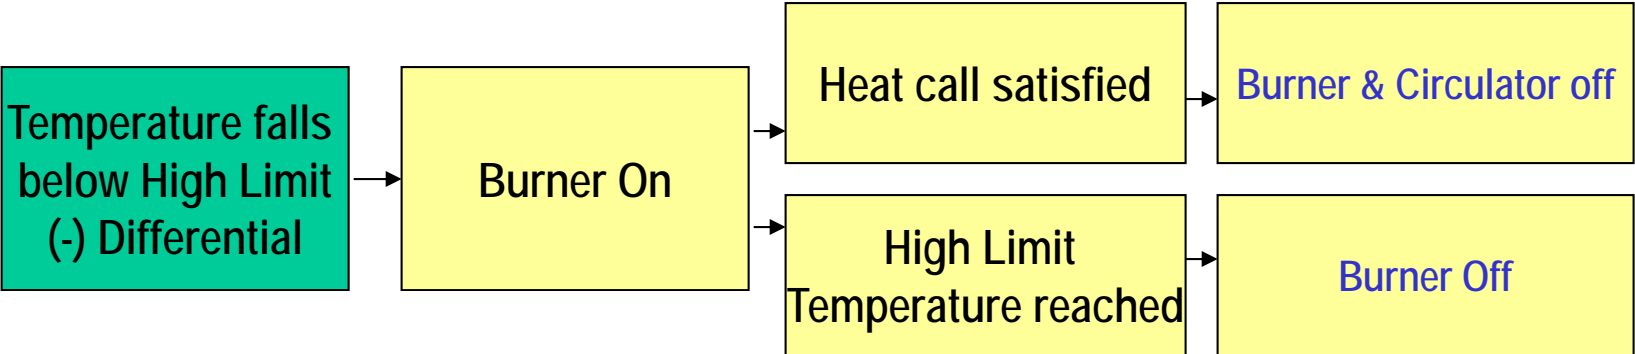 Temperature falls
below High Limit
(-) Differential
Burner On
Heat call satisfied
Burner & Circulator off
High Limit
Temperature reached
Burner Off